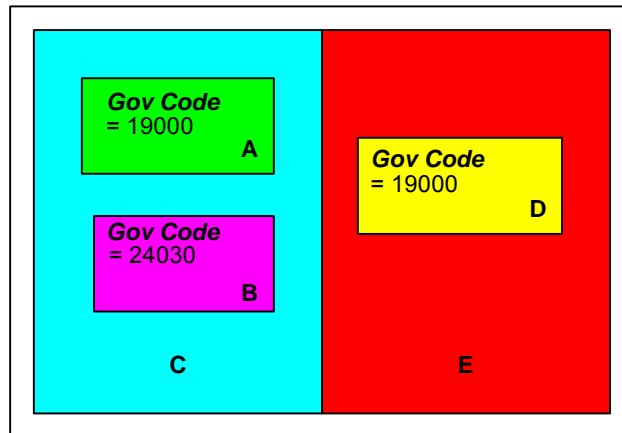 Gov Code
= 19000
A
Gov Code
= 24030
B
C
Gov Code
= 19000
D
E